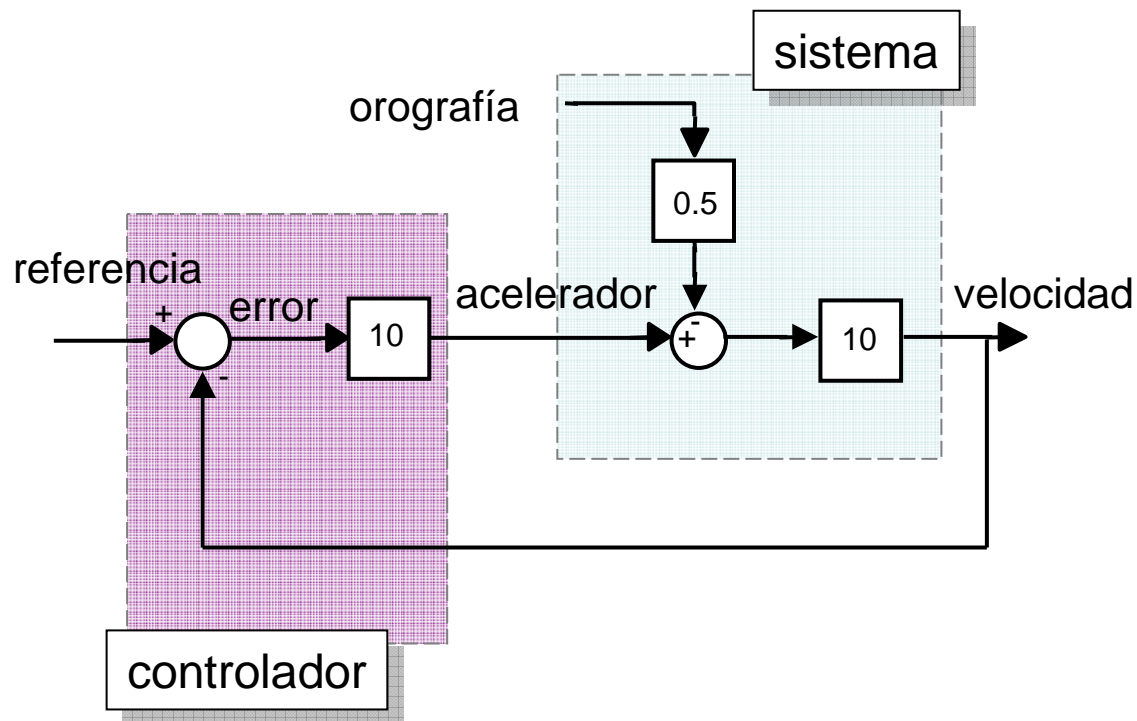 sistema
orografía
0.5
referencia
+
error
10
acelerador
-
+
10
velocidad
-
controlador